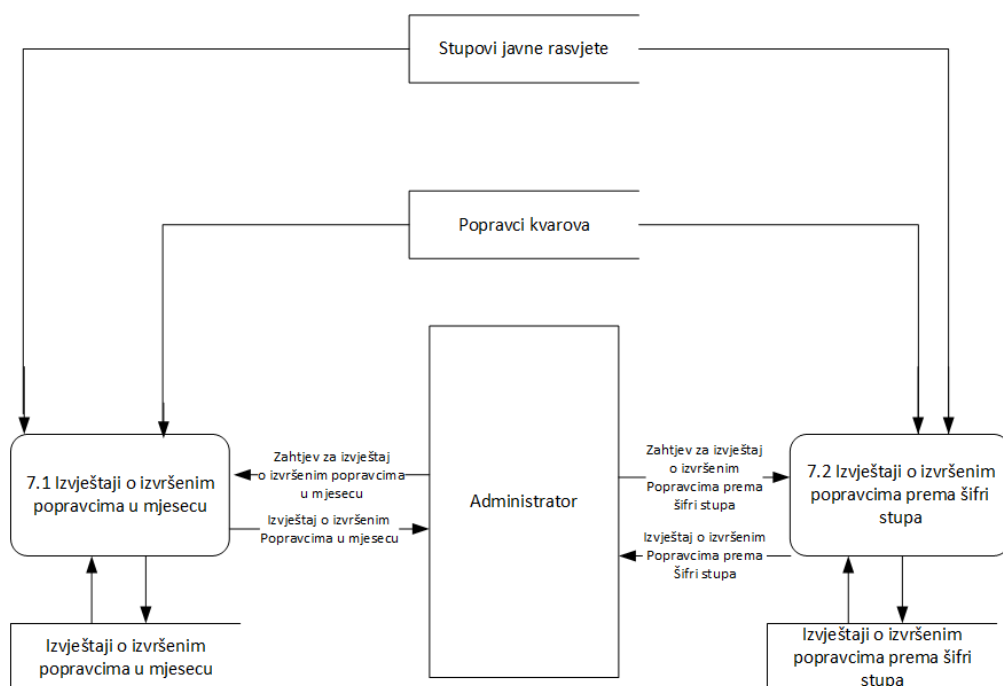 Stupovi javne rasvjete
Popravci kvarova
7.1 Izvještaji o izvršenim
popravcima u mjesecu
Zahtjev za izvještaj
o izvršenim popravcima
u mjesecu
Izvještaj o izvršenim
Popravcima u mjesecu
Administrator
Zahtjev za izvještaj
o izvršenim
Popravcima prema
šifri stupa
Izvještaj o izvršenim
Popravcima prema
Šifri stupa
7.2 Izvještaji o izvršenim
popravcima prema šifri
stupa
Izvještaji o izvršenim
popravcima u mjesecu
Izvještaji o izvršenim
popravcima prema šifri
stupa